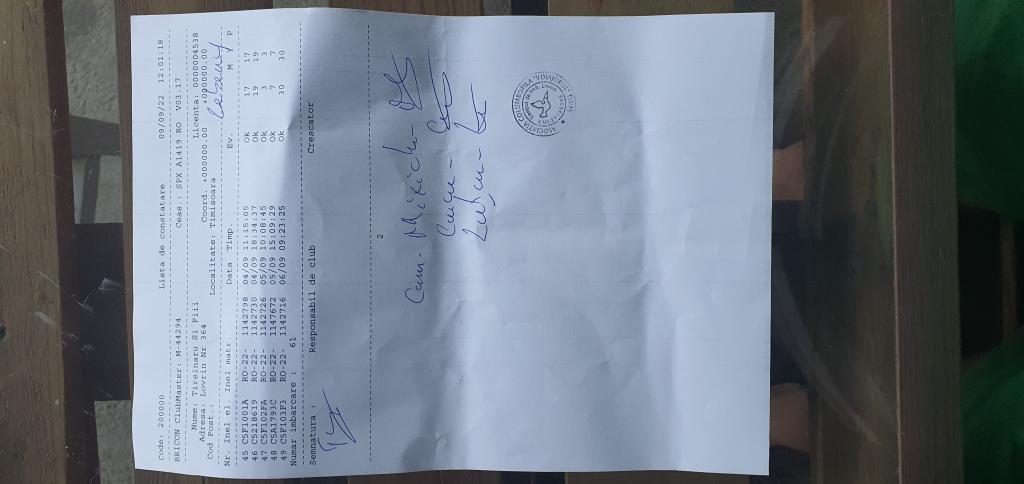 Code: 200000 Lista de constatare 09/09/22 12:01:18
BRICON ClubMaster: M-44294 Ceas.: SPX A1419 RO V03.17
Nume: Tirsinaru Si Fiii Licenta: 0000004538
Adresa: Lovrin Nr 364 Coord. +000000.00 +000000.00
Cod Post.: Localitate: Timisoara
Nr. Inel el. Inel matr. Data Timp Ev. M P
45 C5F1001A RO-22- 1142798 04/09 11:15:05 Ok 17 17
46 C5218619 RO-22- 1142730 04/09 18:34:37 Ok 19 19
47 C5F102FA RO-22- 1142726 05/09 10:08:45 Ok 3 3
48 C5A1793C RO-22- 1147672 05/09 15:09:29 Ok 7 7
49 C5F103F3 RO-22- 1142716 06/09 09:23:25 Ok 30 30
Numar imbarcare : 61
Semnatura : Responsabil de club Crescator
2